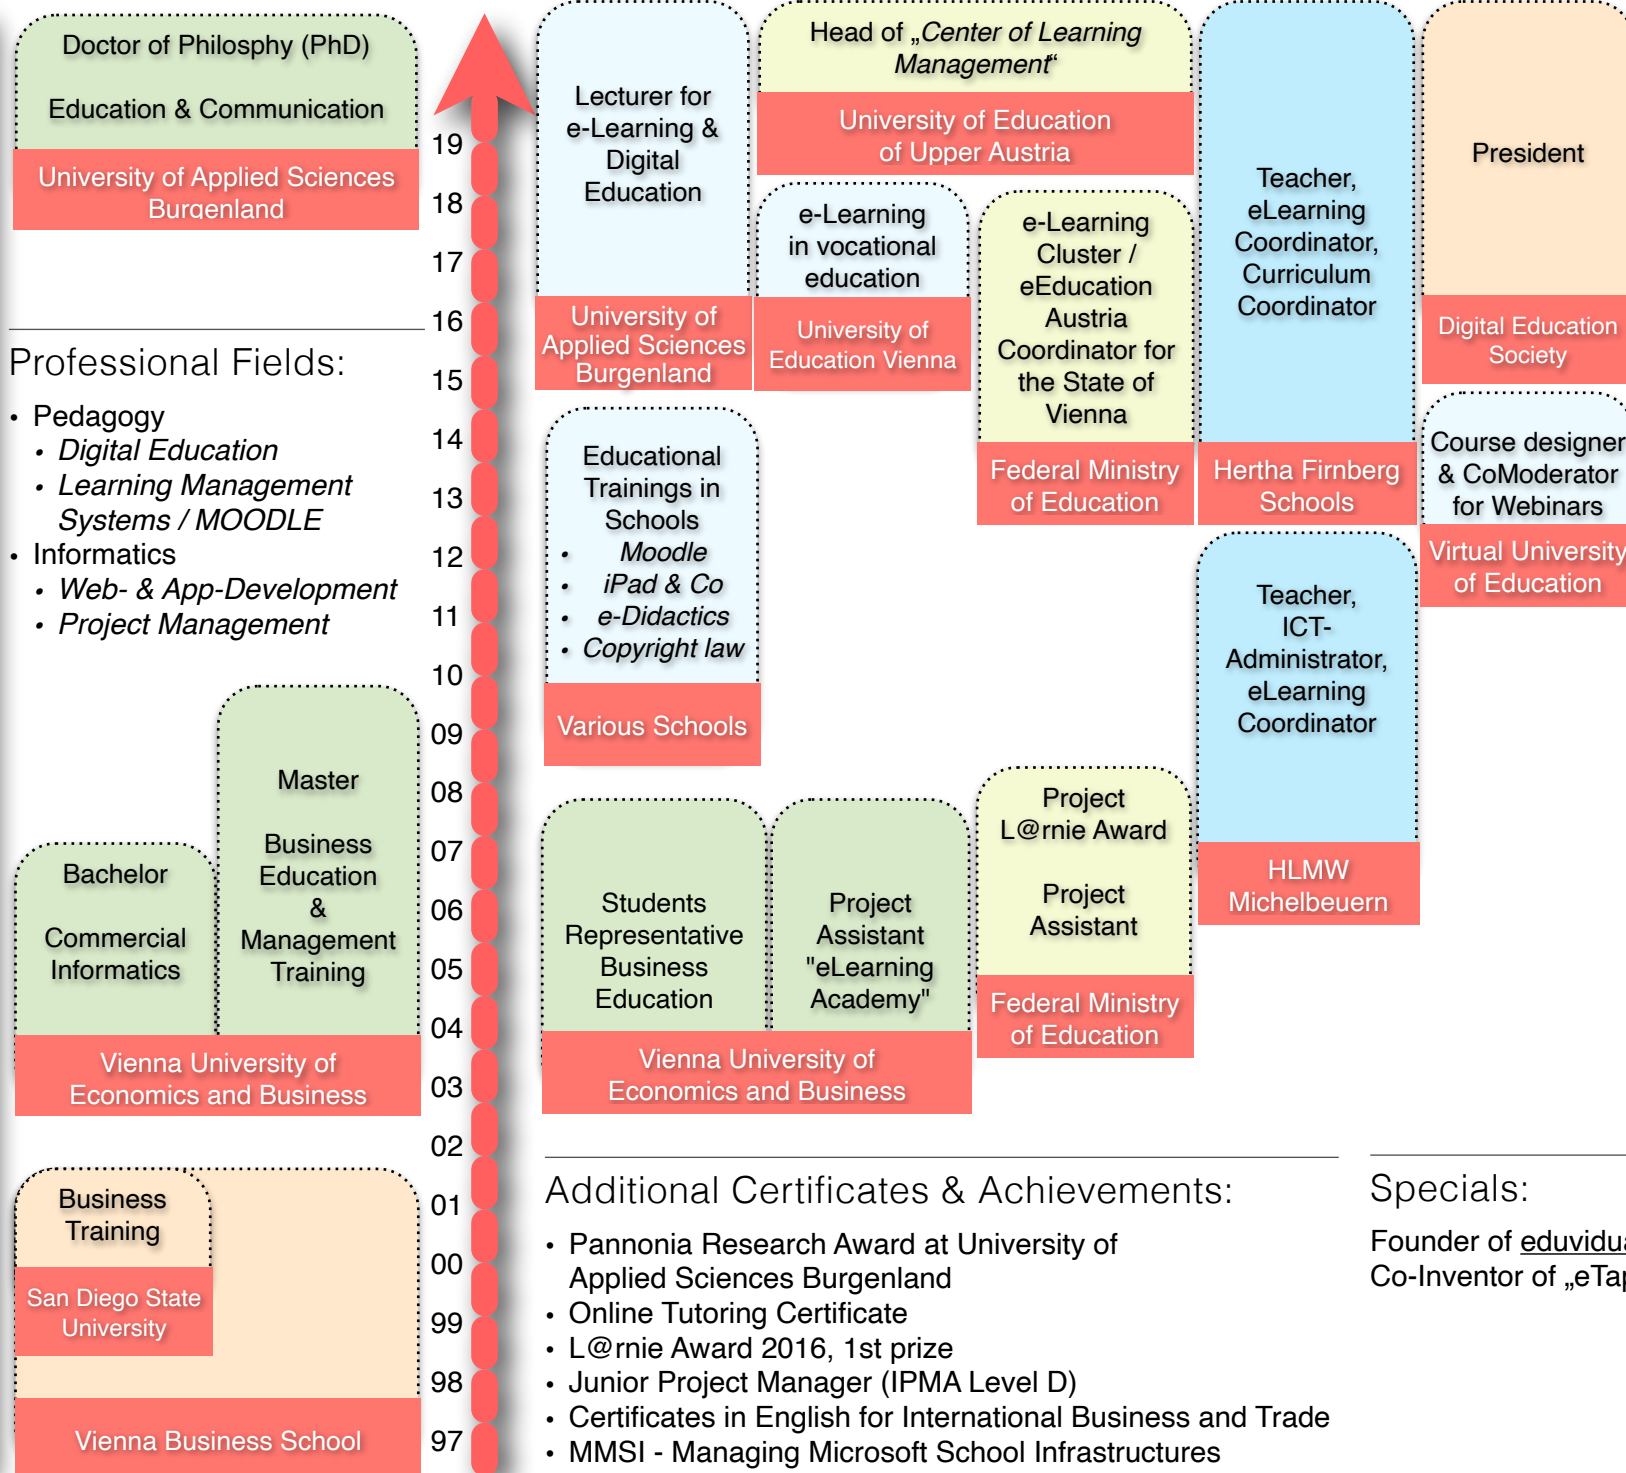 Doctor of Philosphy (PhD)
Education & Communication
University of Applied Sciences
Burgenland
Professional Fields:
• Pedagogy
• Digital Education
• Learning Management
Systems / MOODLE
• Informatics
• Web- & App-Development
• Project Management
Bachelor
Commercial
Informatics
Master
Business
Education
&
Management
Training
Vienna University of
Economics and Business
Business
Training
San Diego State
University
Vienna Business School
19
18
17
16
15
14
13
12
11
10
09
08
07
06
05
04
03
02
01
00
99
98
97
Lecturer for
e-Learning &
Digital
Education
University of
Applied Sciences
Burgenland
Head of „Center of Learning
Management“
University of Education
of Upper Austria
e-Learning
in vocational
education
University of
Education Vienna
e-Learning
Cluster /
eEducation
Austria
Coordinator for
the State of
Vienna
Federal Ministry
of Education
Teacher,
eLearning
Coordinator,
Curriculum
Coordinator
Hertha Firnberg
Schools
President
Digital Education
Society
Course designer
& CoModerator
for Webinars
Virtual University
of Education
Educational
Trainings in
Schools
• Moodle
• iPad & Co
• e-Didactics
• Copyright law
Various Schools
Teacher,
ICT-
Administrator,
eLearning
Coordinator
HLMW
Michelbeuern
Students
Representative
Business
Education
Project
Assistant
"eLearning
Academy"
Vienna University of
Economics and Business
Project
L@rnie Award
Project
Assistant
Federal Ministry
of Education
Additional Certificates & Achievements:
• Pannonia Research Award at University of
Applied Sciences Burgenland
• Online Tutoring Certificate
• L@rnie Award 2016, 1st prize
• Junior Project Manager (IPMA Level D)
• Certificates in English for International Business and Trade
• MMSI - Managing Microsoft School Infrastructures
Specials:
Founder of
Co-Inventor of